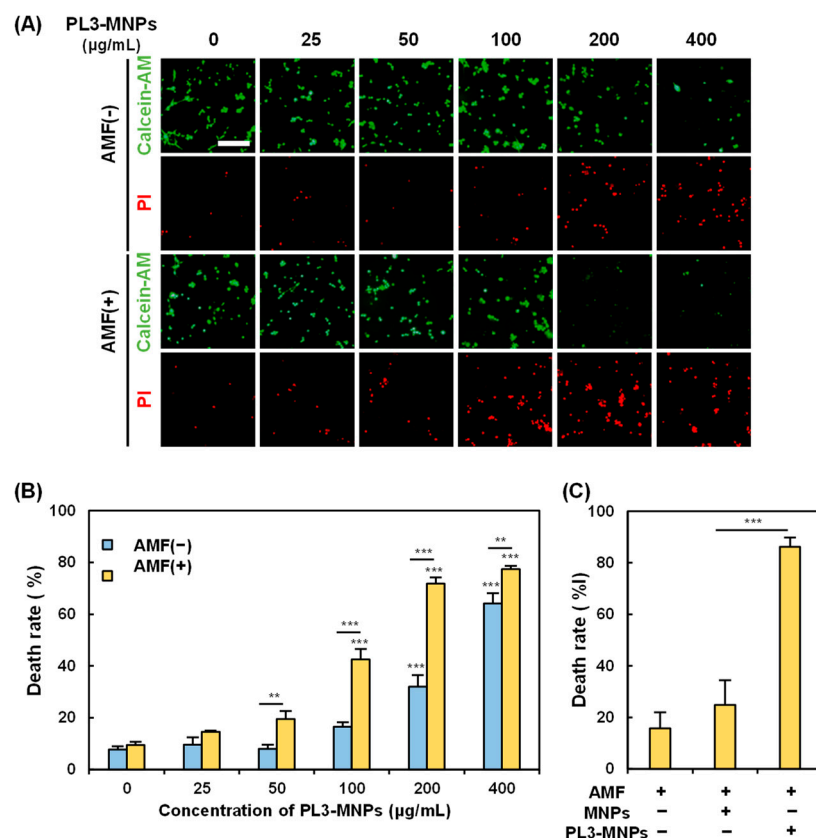 (A)
PL3-MNPs
(µg/mL)
0 25 50 100 200 400
AMF(-)
Calcein-AM
PI
AMF(+)
Calcein-AM
PI
(B)
100
80
60
40
20
0
Death rate ( %)
AMF(−)
AMF(+)
**
***
***
***
***
***
***
**
***
***
0 25 50 100 200 400
Concentration of PL3-MNPs (µg/mL)
(C)
100
80
60
40
20
0
Death rate ( %l)
***
AMF + + +
MNPs − + −
PL3-MNPs − − +